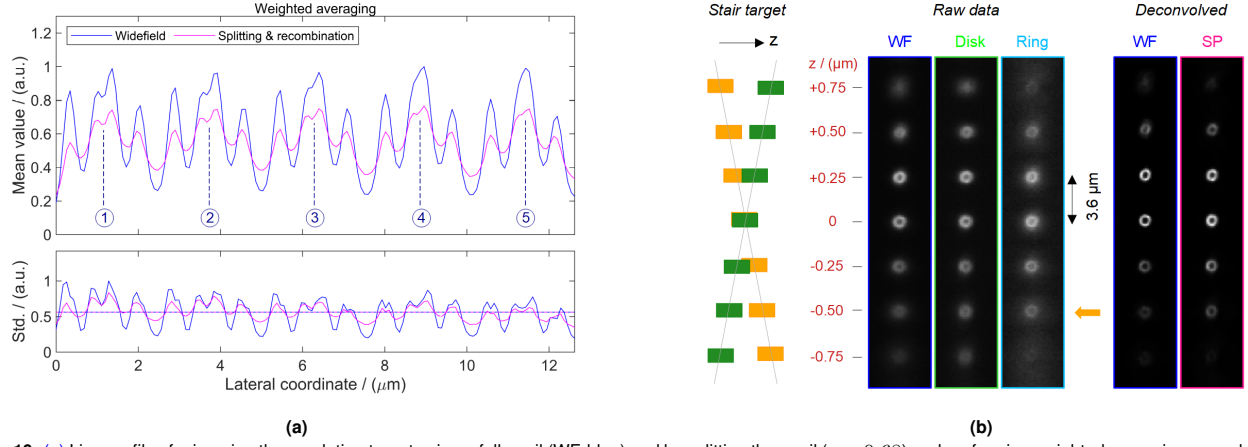 Weighted averaging
Widefield
Splitting & recombination
Mean value / (a.u.)
1.2
1
0.8
0.6
0.4
0.2
0
1
2
3
4
5
Std. / (a.u.)
1
0.5
0
0
2
4
6
8
10
12
Lateral coordinate / (μm)
(a)
Stair target
Raw data
Deconvolved
z
z / (μm)
WF
Disk
Ring
WF
SP
+0.75
+0.50
+0.25
0
-0.25
-0.50
-0.75
3.6 μm
(b)